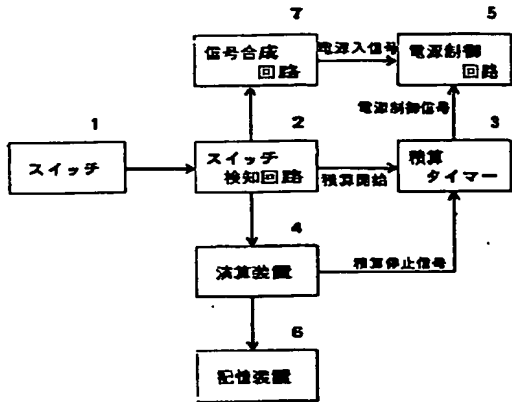 7
5
信号合成
回路
電源入信号
電源制御
回路
電源制御信号
1
2
3
スイッチ
スイッチ
検知回路
積算開始
積算
タイマー
4
演算装置
積算停止信号
6
記憶装置